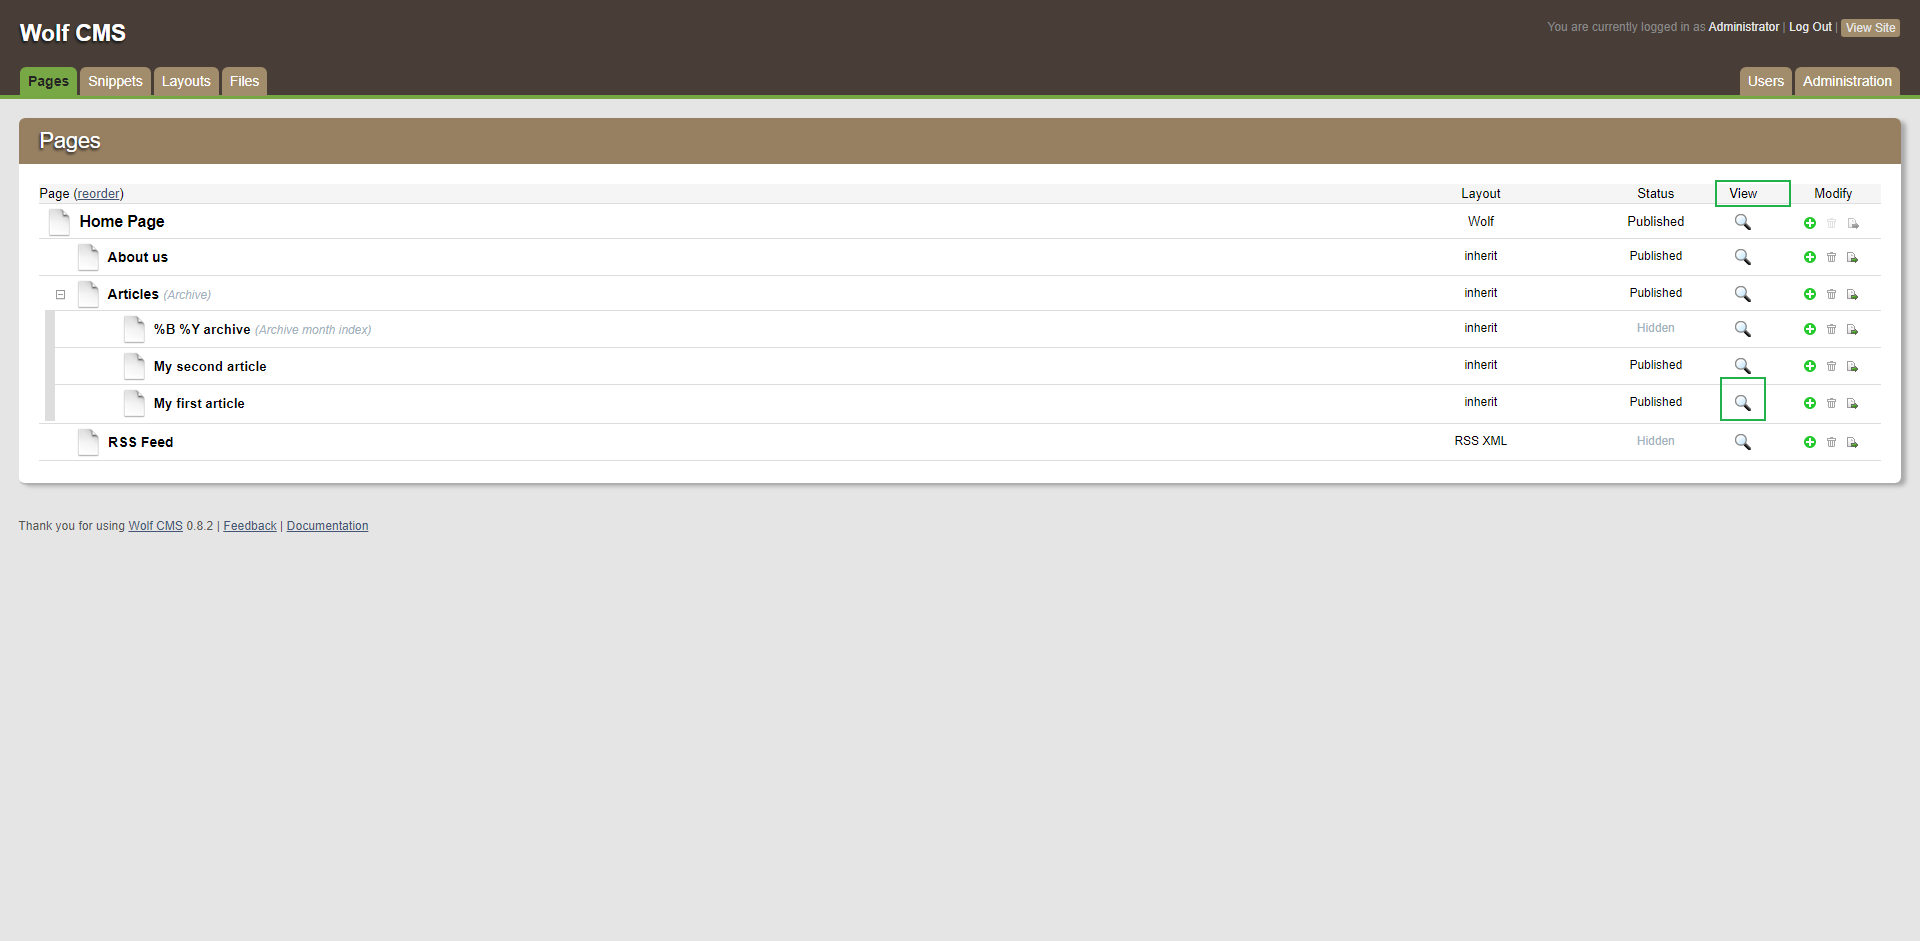 Wolf CMS
You are currently logged in as Administrator | Log Out | View Site
Pages Snippets Layouts Files Users Administration
Pages
Page (reorder) Layout Status View Modify
Home Page Wolf Published
About us inherit Published
Articles (Archive) inherit Published
%B %Y archive (Archive month index) inherit Hidden
My second article inherit Published
My first article inherit Published
RSS Feed RSS XML Hidden
Thank you for using Wolf CMS 0.8.2 | Feedback | Documentation